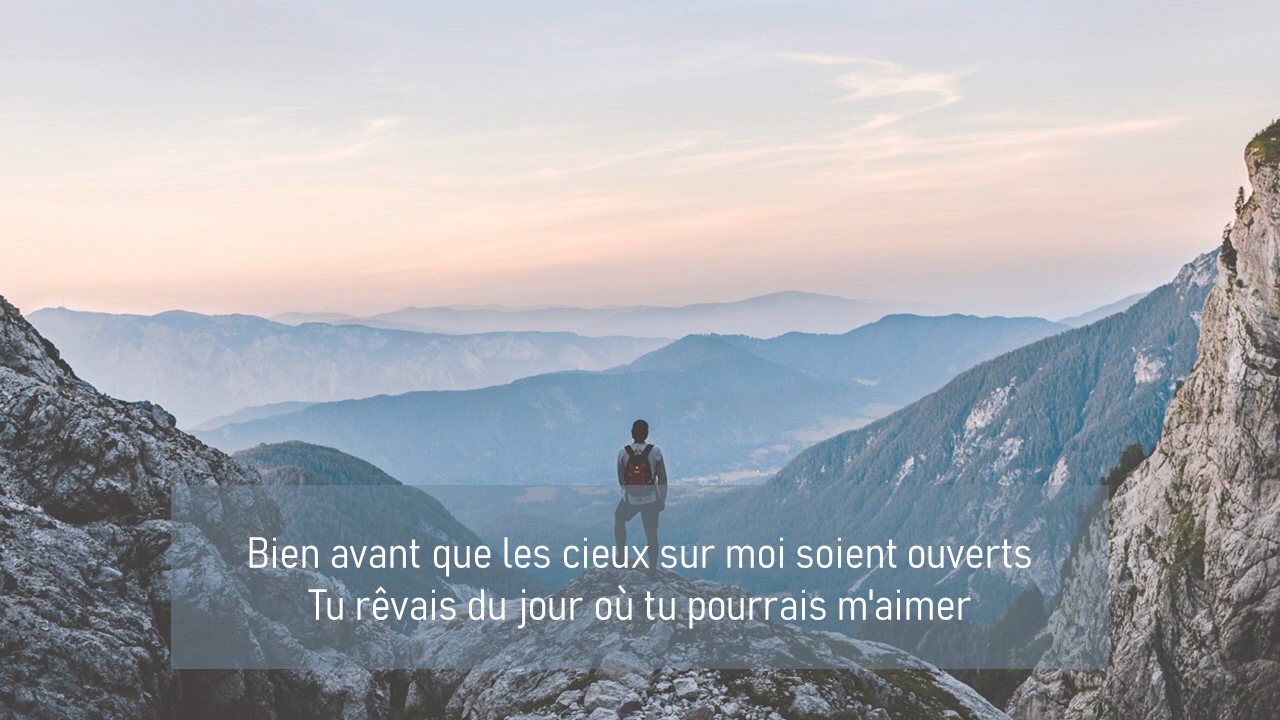 Bien avant que les cieux sur moi soient ouverts
Tu rêvais du jour où tu pourrais m'aimer